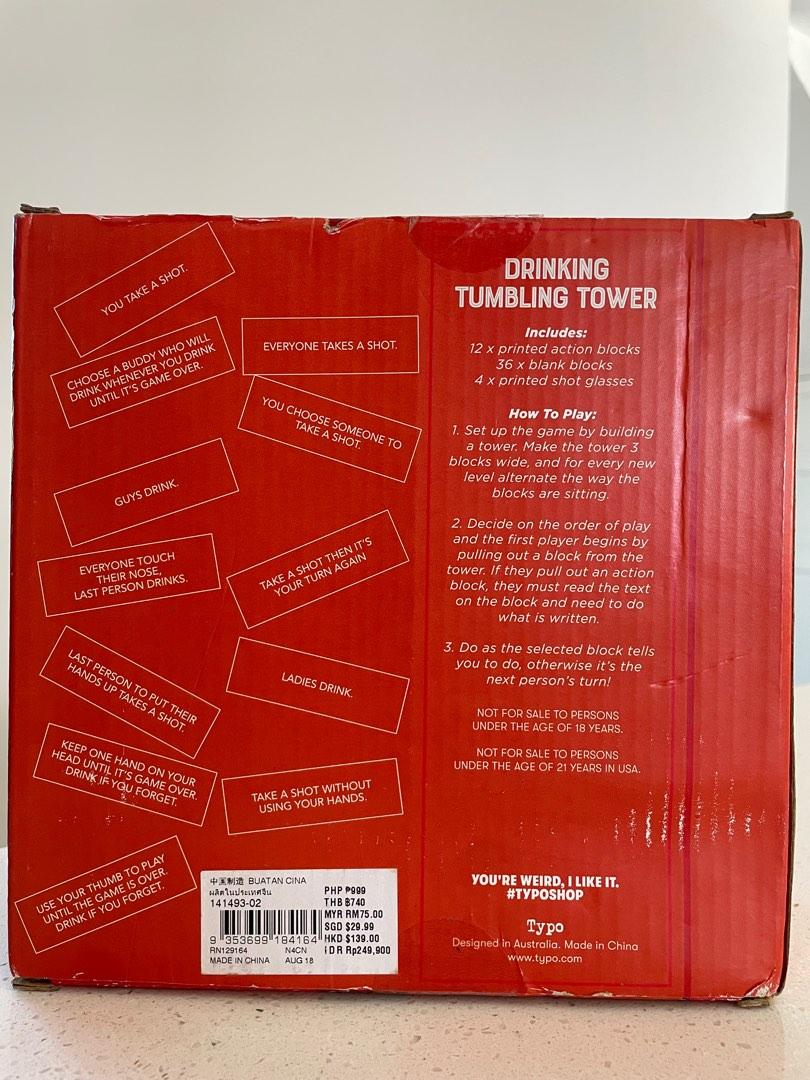 YOU TAKE A SHOT.
CHOOSE A BUDDY WHO WILL
DRINK WHENEVER YOU DRINK
UNTIL IT'S GAME OVER.
EVERYONE TAKES A SHOT.
YOU CHOOSE SOMEONE TO
TAKE A SHOT.
GUYS DRINK.
EVERYONE TOUCH
THEIR NOSE,
LAST PERSON DRINKS.
TAKE A SHOT THEN IT'S
YOUR TURN AGAIN
LAST PERSON TO PUT THEIR
HANDS UP TAKES A SHOT.
LADIES DRINK.
KEEP ONE HAND ON YOUR
HEAD UNTIL IT'S GAME OVER.
DRINK IF YOU FORGET.
TAKE A SHOT WITHOUT
USING YOUR HANDS.
USE YOUR THUMB TO PLAY
UNTIL THE GAME IS OVER.
DRINK IF YOU FORGET.
中国制造 BUATAN CINA
ผลิตในประเทศจีน
141493-02
9 353699 184164
RN129164 N4CN
MADE IN CHINA AUG 18
PHP ₱999
THB ฿740
MYR RM75.00
SGD $29.99
HKD $139.00
IDR Rp249,900
DRINKING
TUMBLING TOWER
Includes:
12 x printed action blocks
36 x blank blocks
4 x printed shot glasses
How To Play:
1. Set up the game by building
a tower. Make the tower 3
blocks wide, and for every new
level alternate the way the
blocks are sitting.
2. Decide on the order of play
and the first player begins by
pulling out a block from the
tower. If they pull out an action
block, they must read the text
on the block and need to do
what is written.
3. Do as the selected block tells
you to do, otherwise it's the
next person's turn!
NOT FOR SALE TO PERSONS
UNDER THE AGE OF 18 YEARS.
NOT FOR SALE TO PERSONS
UNDER THE AGE OF 21 YEARS IN USA.
YOU'RE WEIRD, I LIKE IT.
#TYPOSHOP
Typo
Designed in Australia. Made in China
www.typo.com